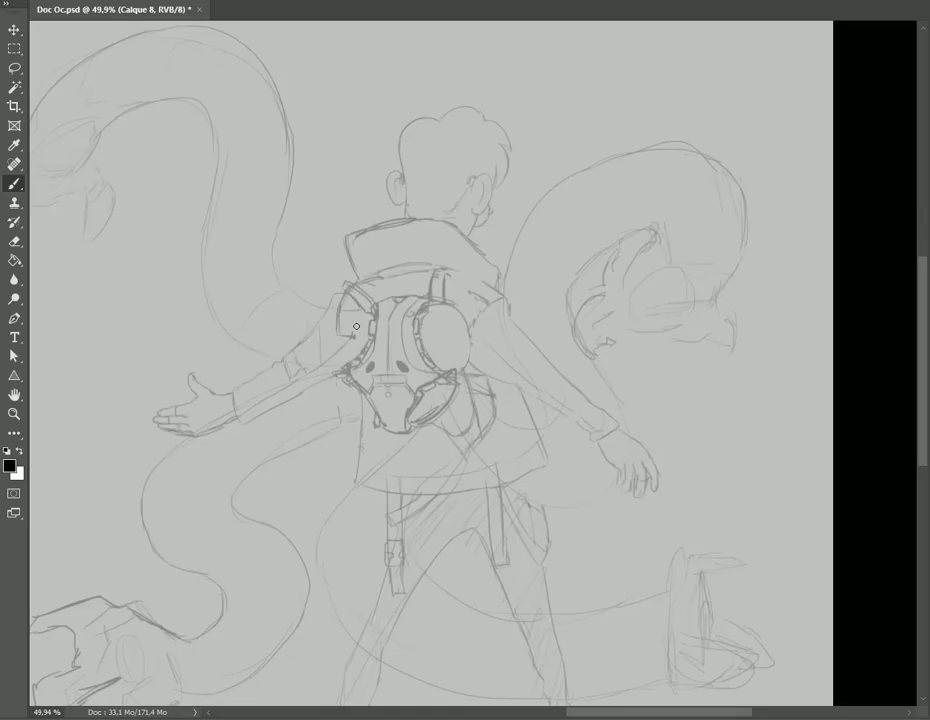 Doc Oc.psd @ 49,9% (Calque 8, RVB/8) *
49,94 %
Doc : 33,1 Mo/171,4 Mo